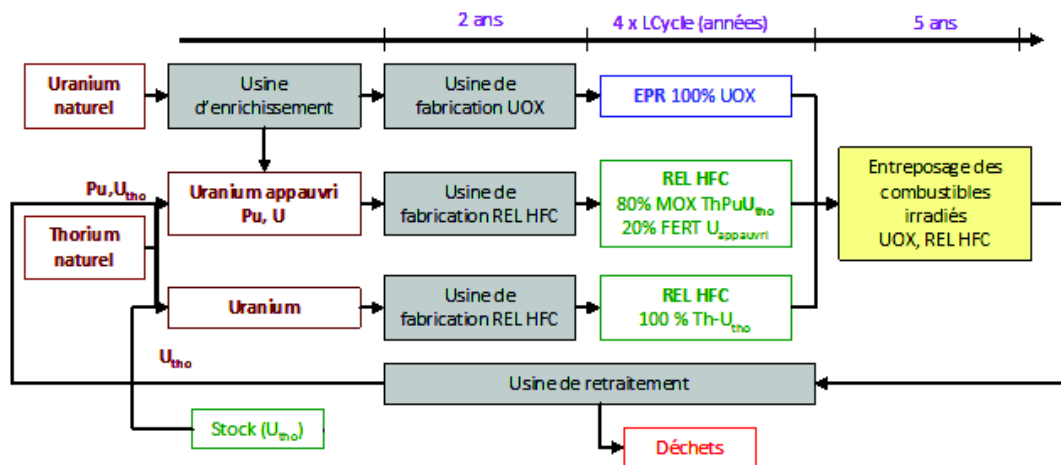 2 ans
4 x LCycle (années)
5 ans
Uranium
naturel
Usine
d'enrichissement
Usine de
fabrication UOX
EPR 100% UOX
Pu,Utho
Uranium appauvri
Pu, U
Usine de
fabrication REL HFC
REL HFC
80% MOX ThPuUtho
20% FERT Uappauvri
Entreposage des
combustibles
irradiés
UOX, REL HFC
Thorium
naturel
Uranium
Usine de
fabrication REL HFC
REL HFC
100 % Th-Utho
Utho
Usine de retraitement
Stock (Utho)
Déchets